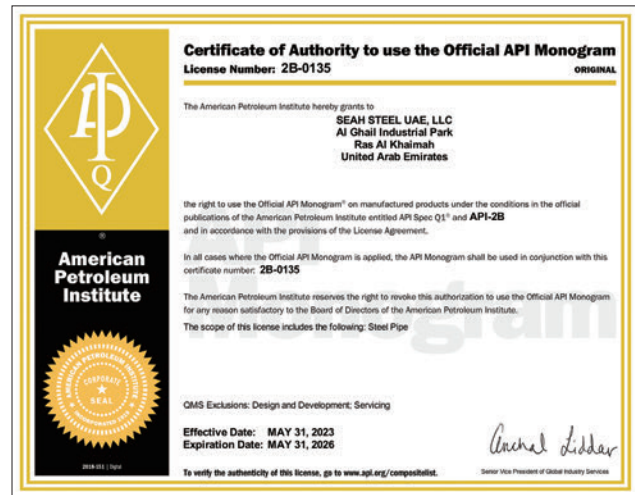 Certificate of Authority to use the Official API Monogram
License Number: 2B-0135
ORIGINAL
The American Petroleum Institute hereby grants to
SEAH STEEL UAE, LLC
Al Ghail Industrial Park
Ras Al Khaimah
United Arab Emirates
the right to use the Official API Monogram® on manufactured products under the conditions in the official
publications of the American Petroleum Institute entitled API Spec Q1® and API-2B
and in accordance with the provisions of the License Agreement.
In all cases where the Official API Monogram is applied, the API Monogram shall be used in conjunction with this
certificate number: 2B-0135
The American Petroleum Institute reserves the right to revoke this authorization to use the Official API Monogram
for any reason satisfactory to the Board of Directors of the American Petroleum Institute.
The scope of this license includes the following: Steel Pipe
QMS Exclusions: Design and Development; Servicing
Effective Date: MAY 31, 2023
Expiration Date: MAY 31, 2026
To verify the authenticity of this license, go to www.api.org/compositelist.
Anchal Liddar
Senior Vice President of Global Industry Services
API
Monogram
API
Q
®
American
Petroleum
Institute
AMERICAN PETROLEUM INSTITUTE
CORPORATE
SEAL
2018-151 | Digital